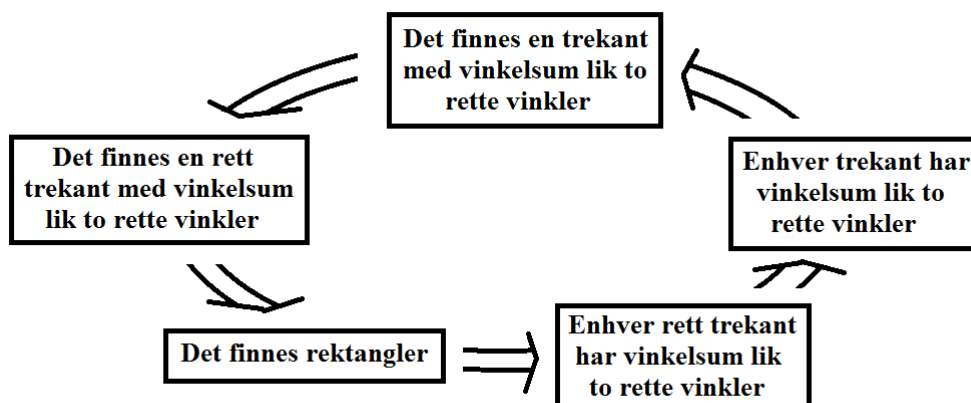 Det finnes en trekant
med vinkelsum lik to
rette vinkler
Det finnes en rett
trekant med vinkelsum
lik to rette vinkler
Det finnes rektangler
Enhver rett trekant
har vinkelsum lik
to rette vinkler
Enhver trekant har
vinkelsum lik to
rette vinkler